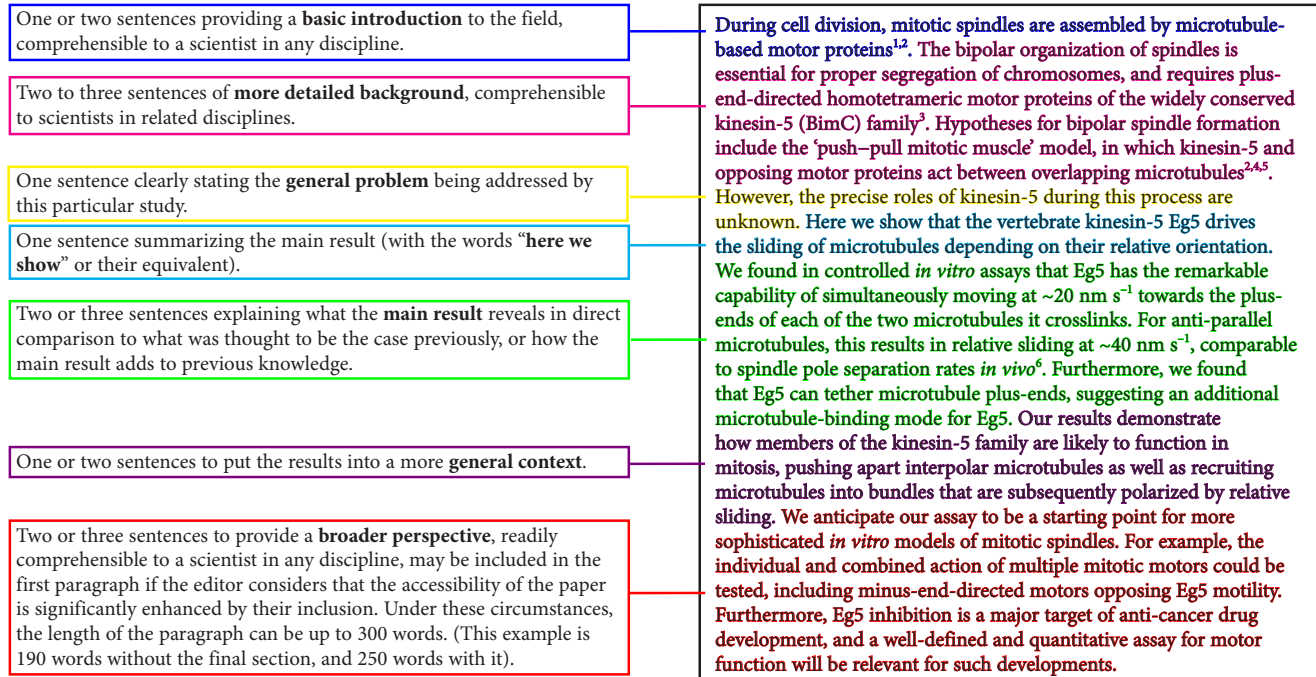 One or two sentences providing a basic introduction to the field,
comprehensible to a scientist in any discipline.
Two to three sentences of more detailed background, comprehensible
to scientists in related disciplines.
One sentence clearly stating the general problem being addressed by
this particular study.
One sentence summarizing the main result (with the words “here we
show” or their equivalent).
Two or three sentences explaining what the main result reveals in direct
comparison to what was thought to be the case previously, or how the
main result adds to previous knowledge.
One or two sentences to put the results into a more general context.
Two or three sentences to provide a broader perspective, readily
comprehensible to a scientist in any discipline, may be included in the
first paragraph if the editor considers that the accessibility of the paper
is significantly enhanced by their inclusion. Under these circumstances,
the length of the paragraph can be up to 300 words. (This example is
190 words without the final section, and 250 words with it).
During cell division, mitotic spindles are assembled by microtubule-
based motor proteins¹,². The bipolar organization of spindles is
essential for proper segregation of chromosomes, and requires plus-
end-directed homotetrameric motor proteins of the widely conserved
kinesin-5 (BimC) family³. Hypotheses for bipolar spindle formation
include the ‘push–pull mitotic muscle’ model, in which kinesin-5 and
opposing motor proteins act between overlapping microtubules²,⁴,⁵.
However, the precise roles of kinesin-5 during this process are
unknown. Here we show that the vertebrate kinesin-5 Eg5 drives
the sliding of microtubules depending on their relative orientation.
We found in controlled in vitro assays that Eg5 has the remarkable
capability of simultaneously moving at ~20 nm s⁻¹ towards the plus-
ends of each of the two microtubules it crosslinks. For anti-parallel
microtubules, this results in relative sliding at ~40 nm s⁻¹, comparable
to spindle pole separation rates in vivo⁶. Furthermore, we found
that Eg5 can tether microtubule plus-ends, suggesting an additional
microtubule-binding mode for Eg5. Our results demonstrate
how members of the kinesin-5 family are likely to function in
mitosis, pushing apart interpolar microtubules as well as recruiting
microtubules into bundles that are subsequently polarized by relative
sliding. We anticipate our assay to be a starting point for more
sophisticated in vitro models of mitotic spindles. For example, the
individual and combined action of multiple mitotic motors could be
tested, including minus-end-directed motors opposing Eg5 motility.
Furthermore, Eg5 inhibition is a major target of anti-cancer drug
development, and a well-defined and quantitative assay for motor
function will be relevant for such developments.